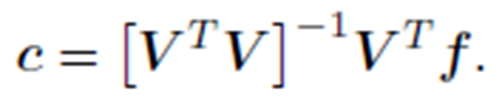 c = [V^T V]^{-1} V^T f.